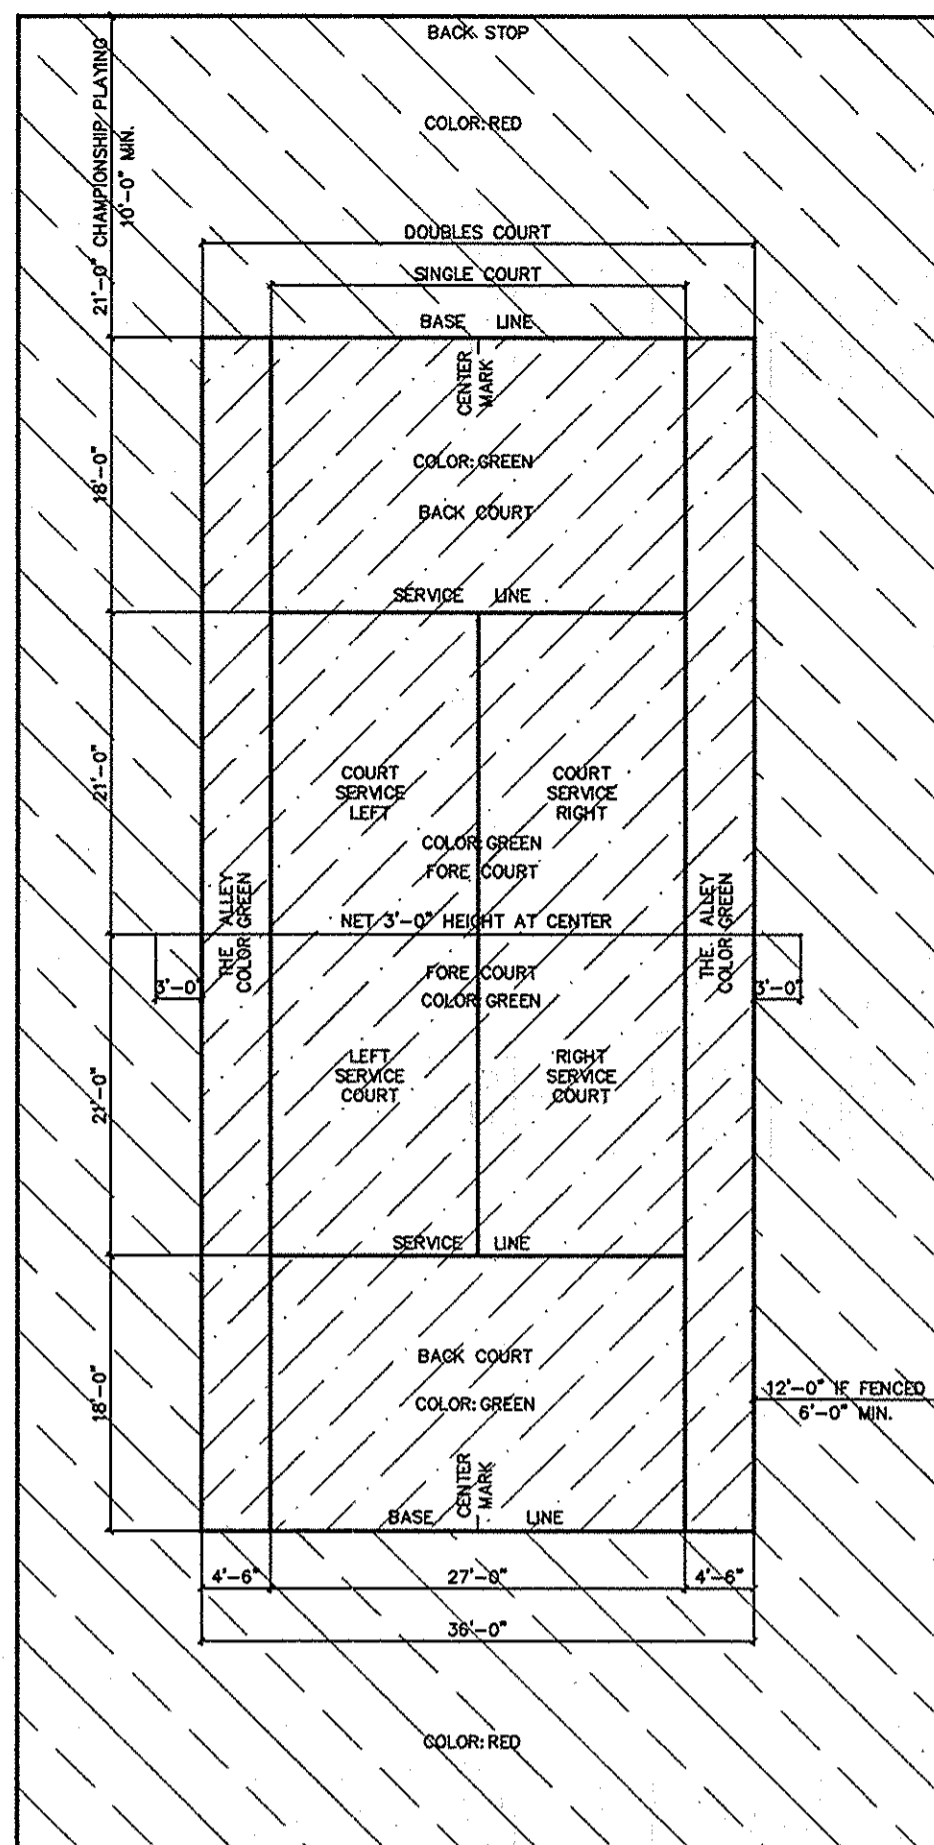 BACK STOP
COLOR: RED
21'-0" CHAMPIONSHIP PLAYING
10'-0" MIN.
DOUBLES COURT
SINGLE COURT
BASE LINE
CENTER
MARK
18'-0"
COLOR: GREEN
BACK COURT
SERVICE LINE
21'-0"
COURT
SERVICE
LEFT
COURT
SERVICE
RIGHT
COLOR: GREEN
FORE COURT
THE ALLEY
COLOR: GREEN
NET 3'-0" HEIGHT AT CENTER
THE ALLEY
COLOR: GREEN
3'-0"
FORE COURT
COLOR: GREEN
3'-0"
21'-0"
LEFT
SERVICE
COURT
RIGHT
SERVICE
COURT
SERVICE LINE
18'-0"
BACK COURT
COLOR: GREEN
12'-0" IF FENCED
6'-0" MIN.
CENTER
MARK
BASE LINE
4'-6"
27'-0"
4'-6"
36'-0"
COLOR: RED